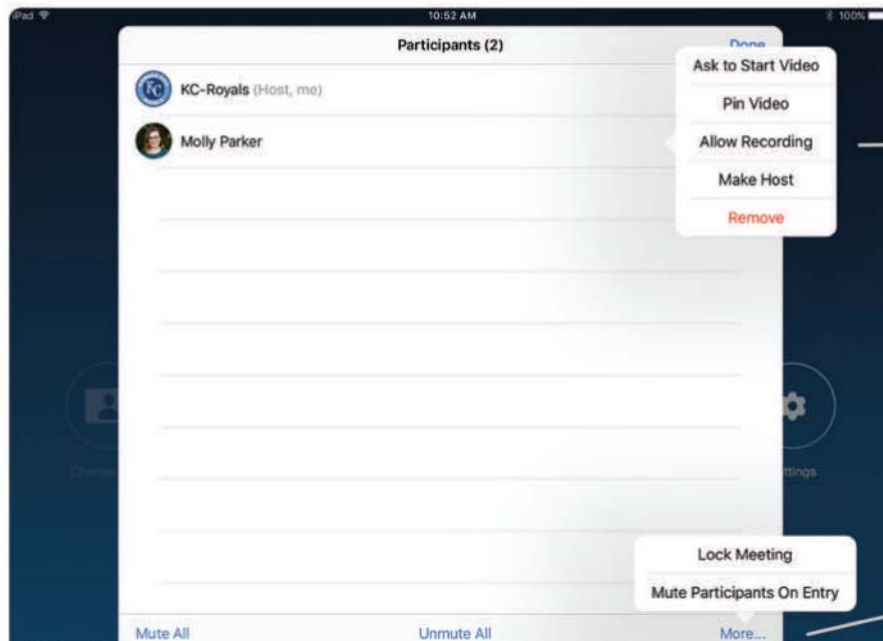 iPad 10:52 AM 100%
Participants (2) Done
KC-Royals (Host, me)
Molly Parker
Ask to Start Video
Pin Video
Allow Recording
Make Host
Remove
Settings
Lock Meeting
Mute Participants On Entry
Mute All Unmute All More...